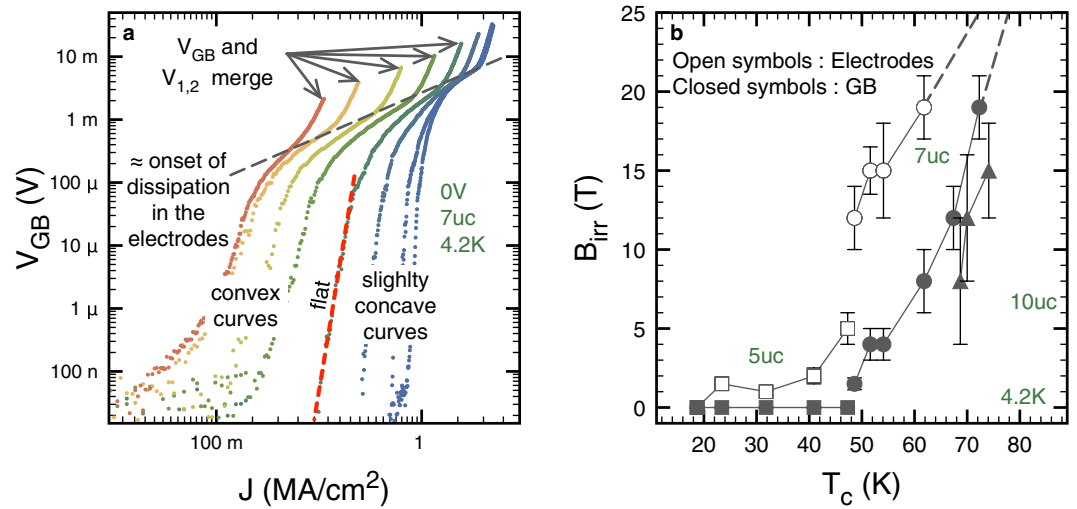 a
V_GB and
V_1,2 merge
≈ onset of
dissipation
in the
electrodes
0V
7uc
4.2K
convex
curves
flat
slighlty
concave
curves
10 m
1 m
100 µ
10 µ
1 µ
100 n
V_GB (V)
100 m
1
J (MA/cm²)
b
Open symbols : Electrodes
Closed symbols : GB
7uc
5uc
10uc
4.2K
25
20
15
10
5
0
B_irr (T)
20
30
40
50
60
70
80
T_c (K)